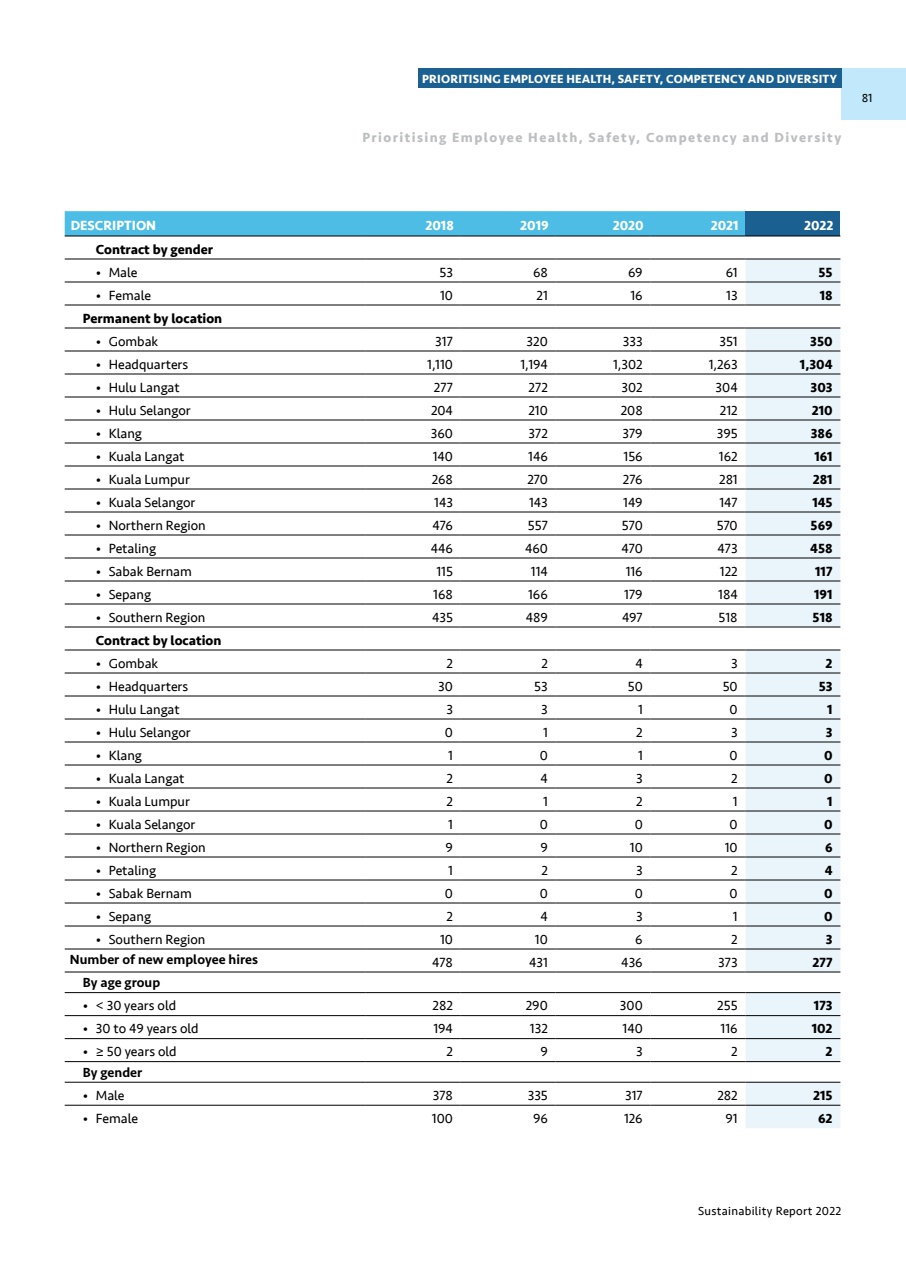 PRIORITISING EMPLOYEE HEALTH, SAFETY, COMPETENCY AND DIVERSITY
81
Prioritising Employee Health, Safety, Competency and Diversity
DESCRIPTION 2018 2019 2020 2021 2022
Contract by gender
• Male 53 68 69 61 55
• Female 10 21 16 13 18
Permanent by location
• Gombak 317 320 333 351 350
• Headquarters 1,110 1,194 1,302 1,263 1,304
• Hulu Langat 277 272 302 304 303
• Hulu Selangor 204 210 208 212 210
• Klang 360 372 379 395 386
• Kuala Langat 140 146 156 162 161
• Kuala Lumpur 268 270 276 281 281
• Kuala Selangor 143 143 149 147 145
• Northern Region 476 557 570 570 569
• Petaling 446 460 470 473 458
• Sabak Bernam 115 114 116 122 117
• Sepang 168 166 179 184 191
• Southern Region 435 489 497 518 518
Contract by location
• Gombak 2 2 4 3 2
• Headquarters 30 53 50 50 53
• Hulu Langat 3 3 1 0 1
• Hulu Selangor 0 1 2 3 3
• Klang 1 0 1 0 0
• Kuala Langat 2 4 3 2 0
• Kuala Lumpur 2 1 2 1 1
• Kuala Selangor 1 0 0 0 0
• Northern Region 9 9 10 10 6
• Petaling 1 2 3 2 4
• Sabak Bernam 0 0 0 0 0
• Sepang 2 4 3 1 0
• Southern Region 10 10 6 2 3
Number of new employee hires 478 431 436 373 277
By age group
• < 30 years old 282 290 300 255 173
• 30 to 49 years old 194 132 140 116 102
• ≥ 50 years old 2 9 3 2 2
By gender
• Male 378 335 317 282 215
• Female 100 96 126 91 62
Sustainability Report 2022